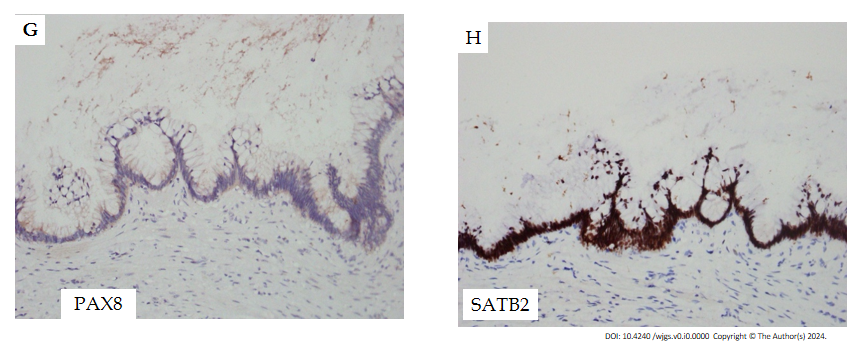 G
H
PAX8
SATB2
DOI: 10.4240 /wjgs.v0.i0.0000 Copyright © The Author(s) 2024.